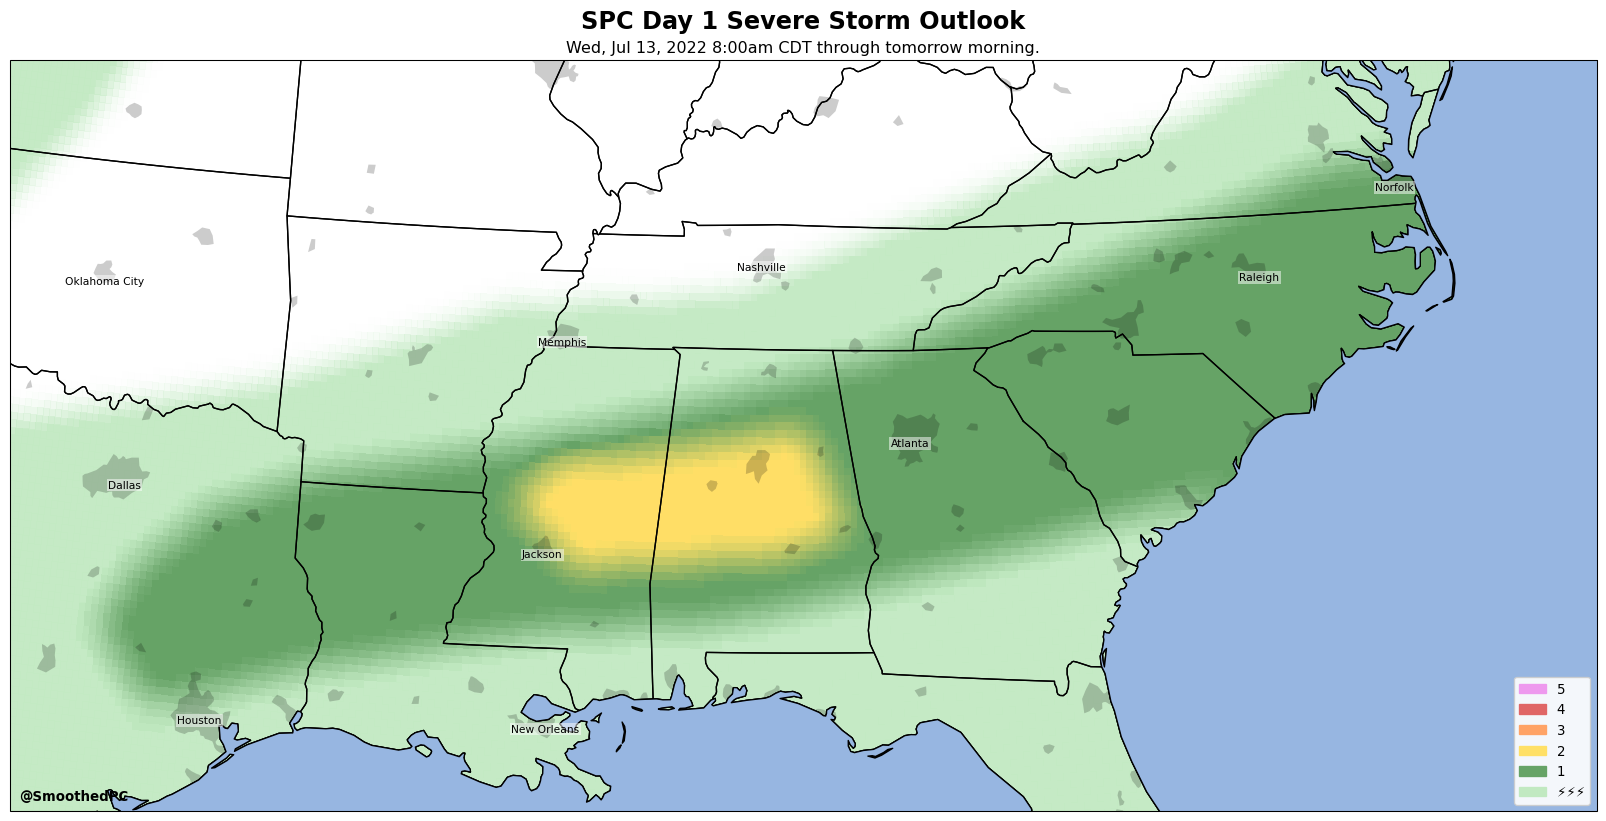 SPC Day 1 Severe Storm Outlook
Wed, Jul 13, 2022 8:00am CDT through tomorrow morning.
Norfolk
Nashville
Raleigh
Oklahoma City
Memphis
Atlanta
Dallas
Jackson
Houston
New Orleans
5
4
3
2
1
⚡⚡⚡
@SmoothedPC